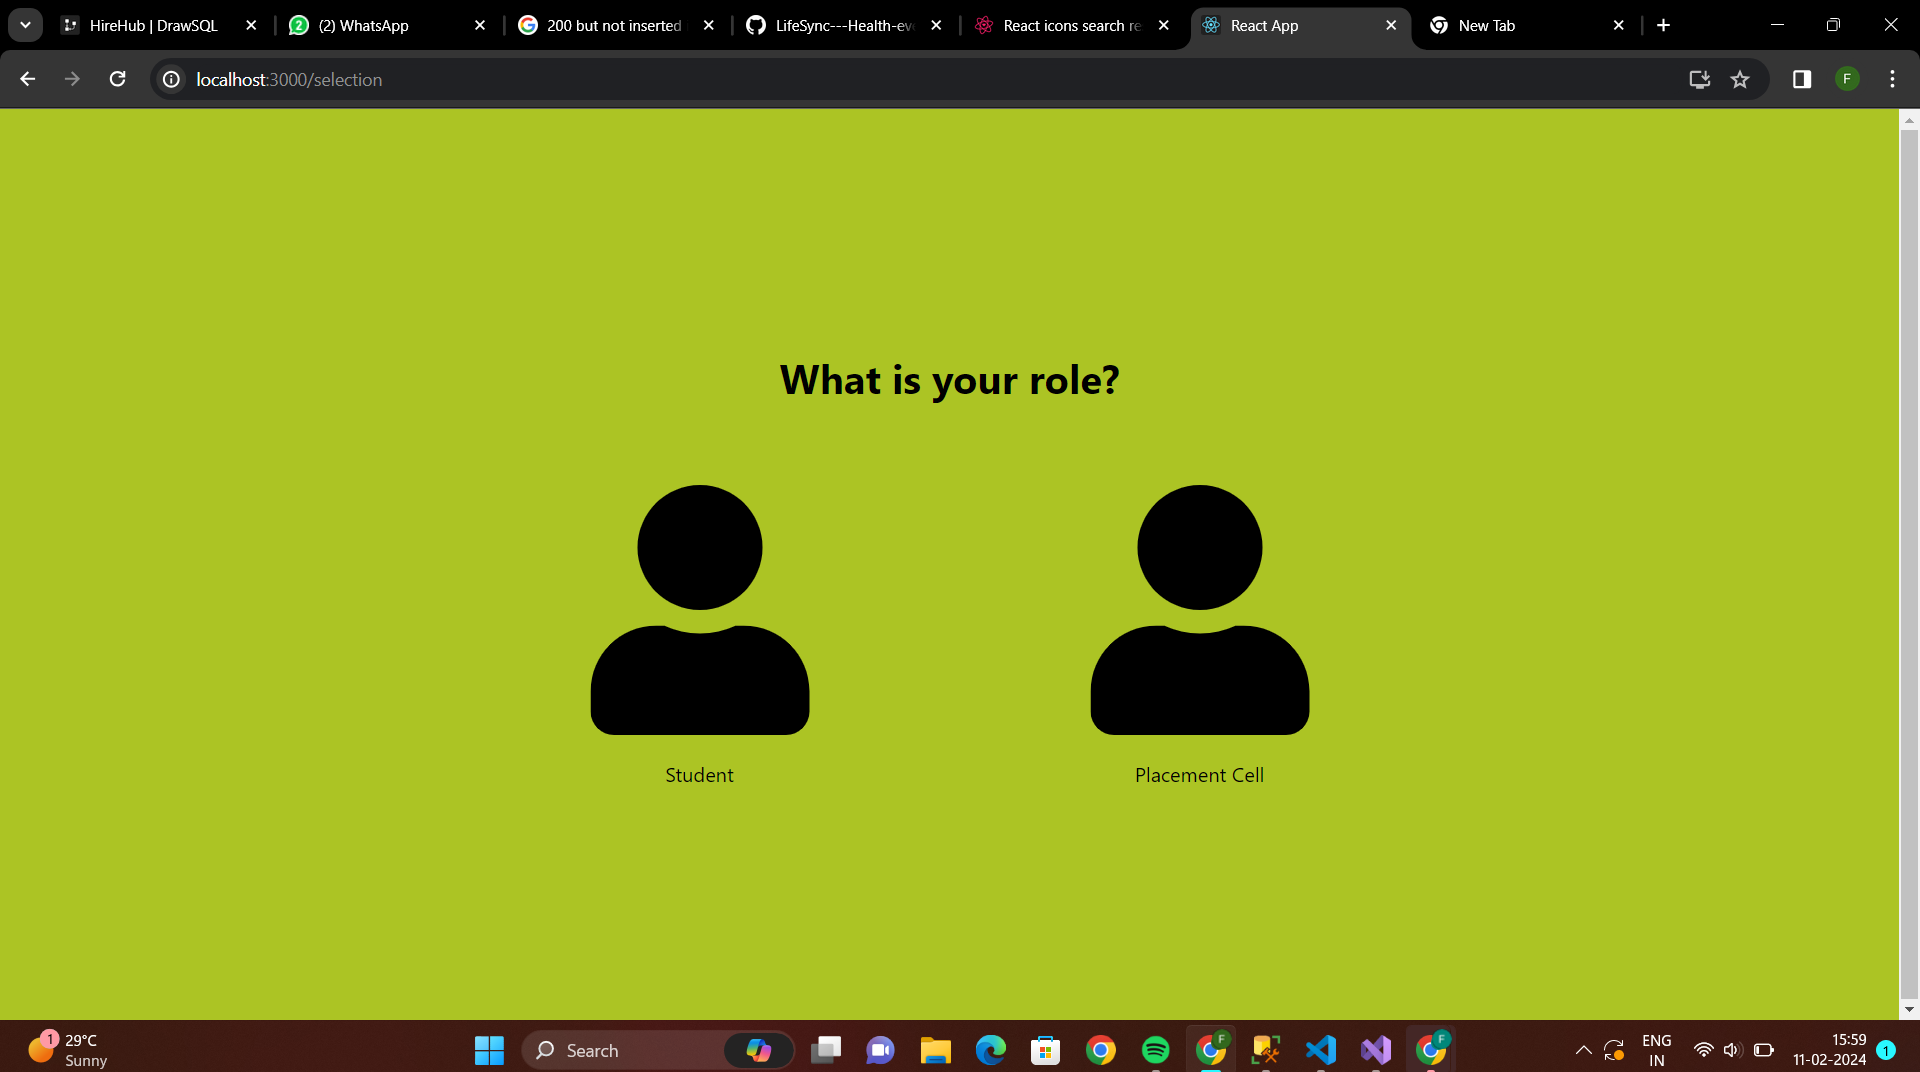 HireHub | DrawSQL
2
(2) WhatsApp
200 but not inserted
LifeSync---Health-ev
React icons search re
React App
New Tab
localhost:3000/selection
F
What is your role?
Student
Placement Cell
1
29°C
Sunny
Search
F
F
ENG
IN
15:59
11-02-2024
1